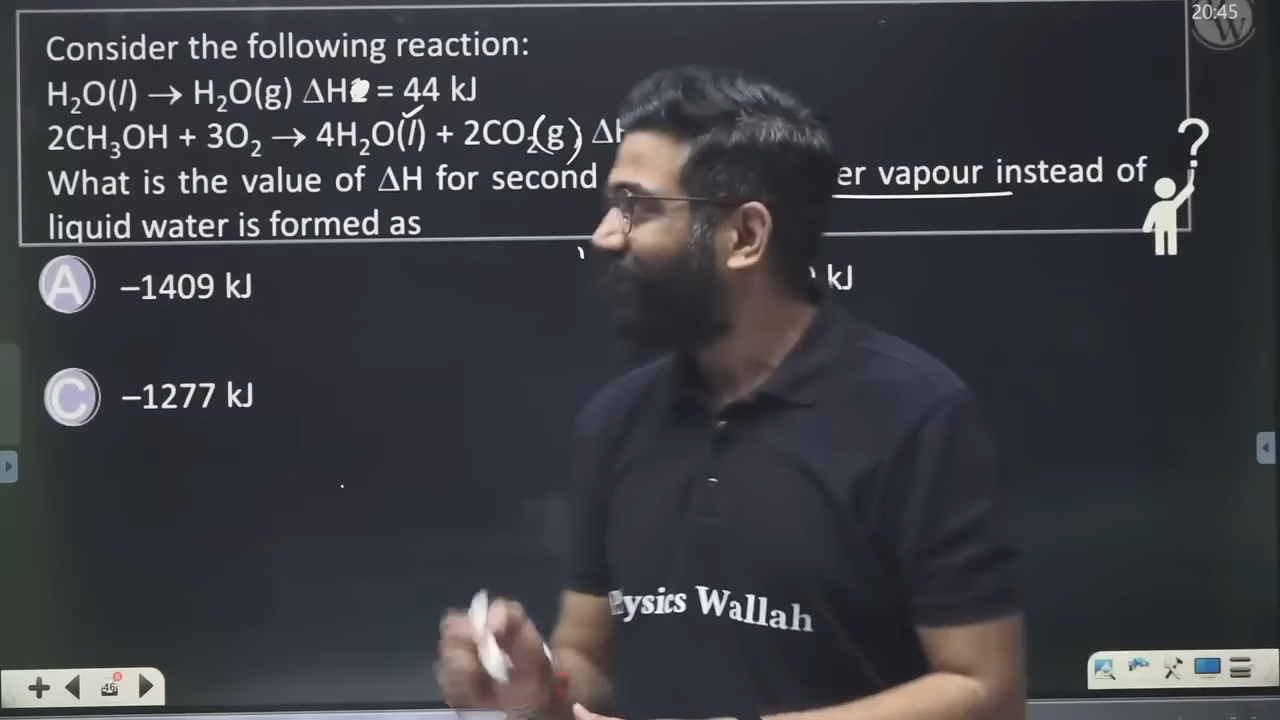 20:45
W
Consider the following reaction:
H₂O(l) → H₂O(g) ΔH = 44 kJ
2CH₃OH + 3O₂ → 4H₂O(l) + 2CO₂(g) Δ
What is the value of ΔH for second er vapour instead of
liquid water is formed as
?
A –1409 kJ
kJ
C –1277 kJ
ysics Wallah
46